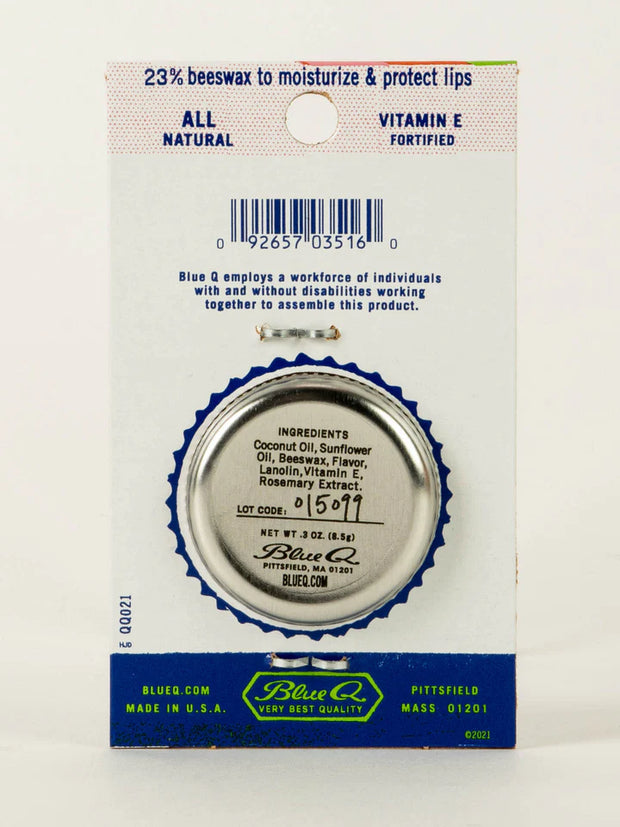 23% beeswax to moisturize & protect lips
ALL
NATURAL
VITAMIN E
FORTIFIED
0 92657 03516 0
Blue Q employs a workforce of individuals
with and without disabilities working
together to assemble this product.
INGREDIENTS
Coconut Oil, Sunflower
Oil, Beeswax, Flavor,
Lanolin, Vitamin E,
Rosemary Extract.
LOT CODE: 015099
NET WT .3 OZ. (8.5g)
Blue Q
PITTSFIELD, MA 01201
BLUEQ.COM
QQ021
HJD
BLUEQ.COM
MADE IN U.S.A.
Blue Q
VERY BEST QUALITY
PITTSFIELD
MASS 01201
©2021